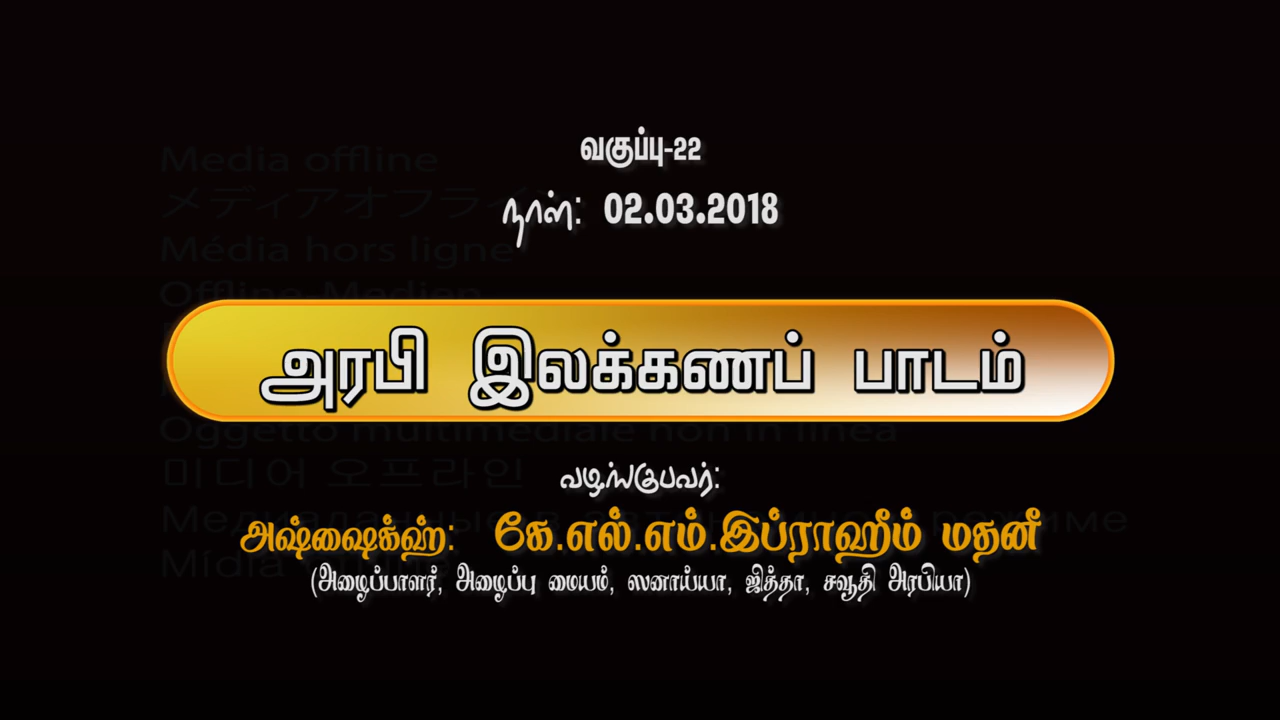 வகுப்பு-22
நாள்: 02.03.2018
Media offline
メディアオフライン
Média hors ligne
Offline-Medien
அரபி இலக்கணப் பாடம்
Oggetto multimediale non in linea
미디어 오프라인
வழங்குபவர்:
அஷ்ஷைக்ஹ்: கே.எல்.எம்.இப்ராஹீம் மதனீ
(அழைப்பாளர், அழைப்பு மையம், ஸனாய்யா, ஜித்தா, சவூதி அரபியா)